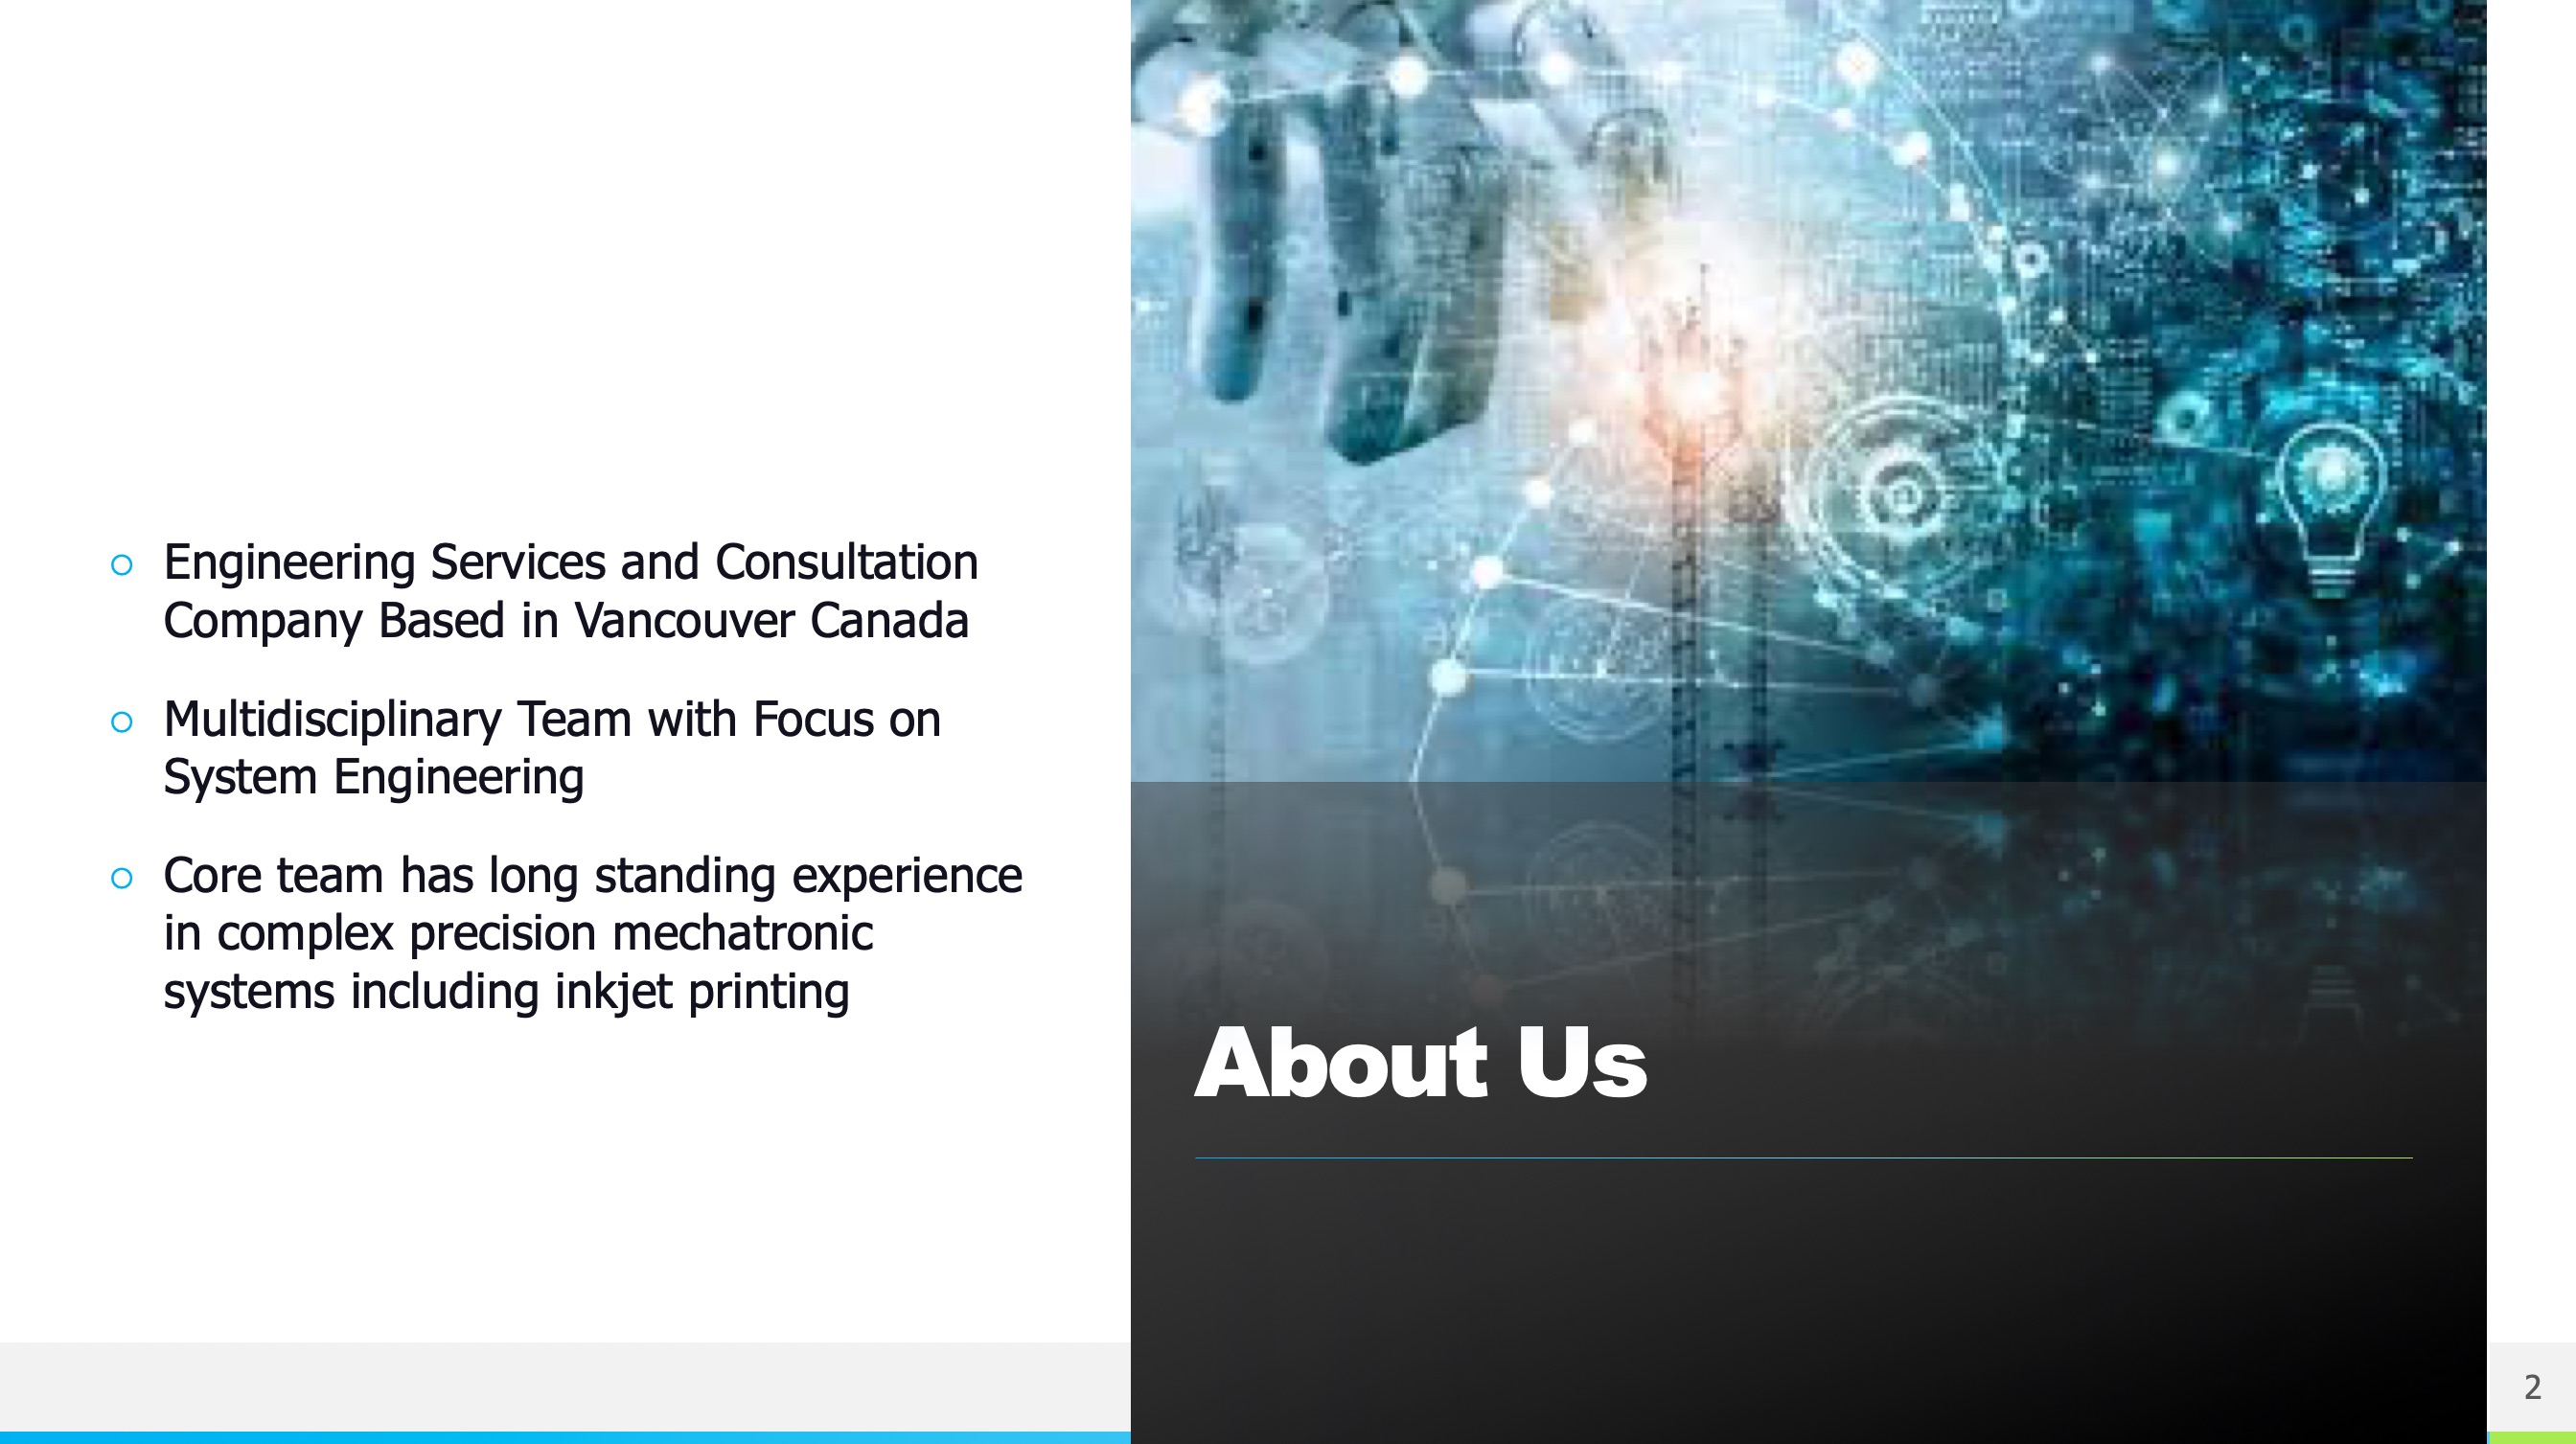 ○ Engineering Services and Consultation
Company Based in Vancouver Canada
○ Multidisciplinary Team with Focus on
System Engineering
○ Core team has long standing experience
in complex precision mechatronic
systems including inkjet printing
About Us
2